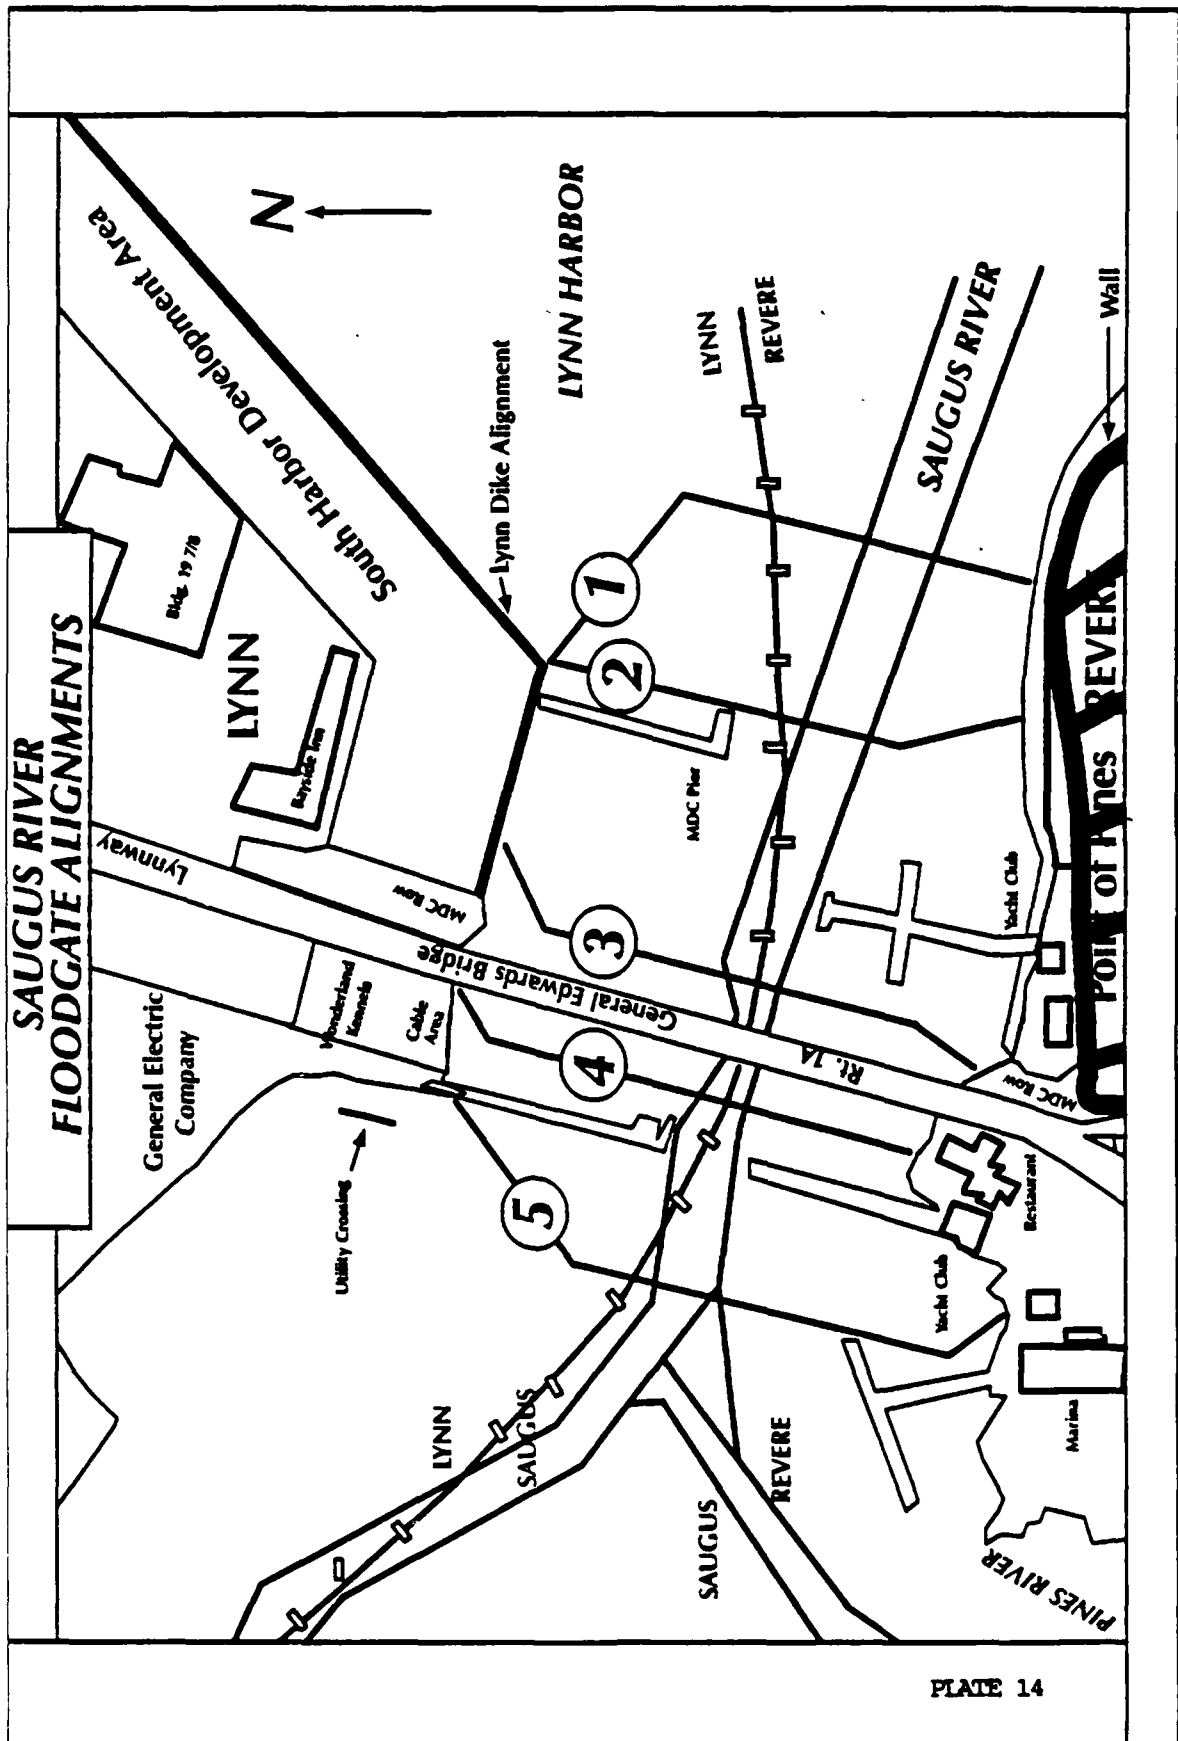 SAUGUS RIVER
FLOODGATE ALIGNMENTS
General Electric
Company
Lynnway
LYNN
Bldg. 19 7/8
Bayside Inn
South Harbor Development Area
N
Wonderland
Kennels
Cable
Area
MDC Row
Utility Crossing
General Edwards Bridge
Lynn Dike Alignment
LYNN HARBOR
5
4
3
2
1
MDC Pier
LYNN
SAUGUS
LYNN
REVERE
SAUGUS
REVERE
Rt. 1A
SAUGUS RIVER
Yacht Club
Yacht Club
Restaurant
MDC Row
Marina
PINES RIVER
Point of Pines
REVERE
Wall
PLATE 14